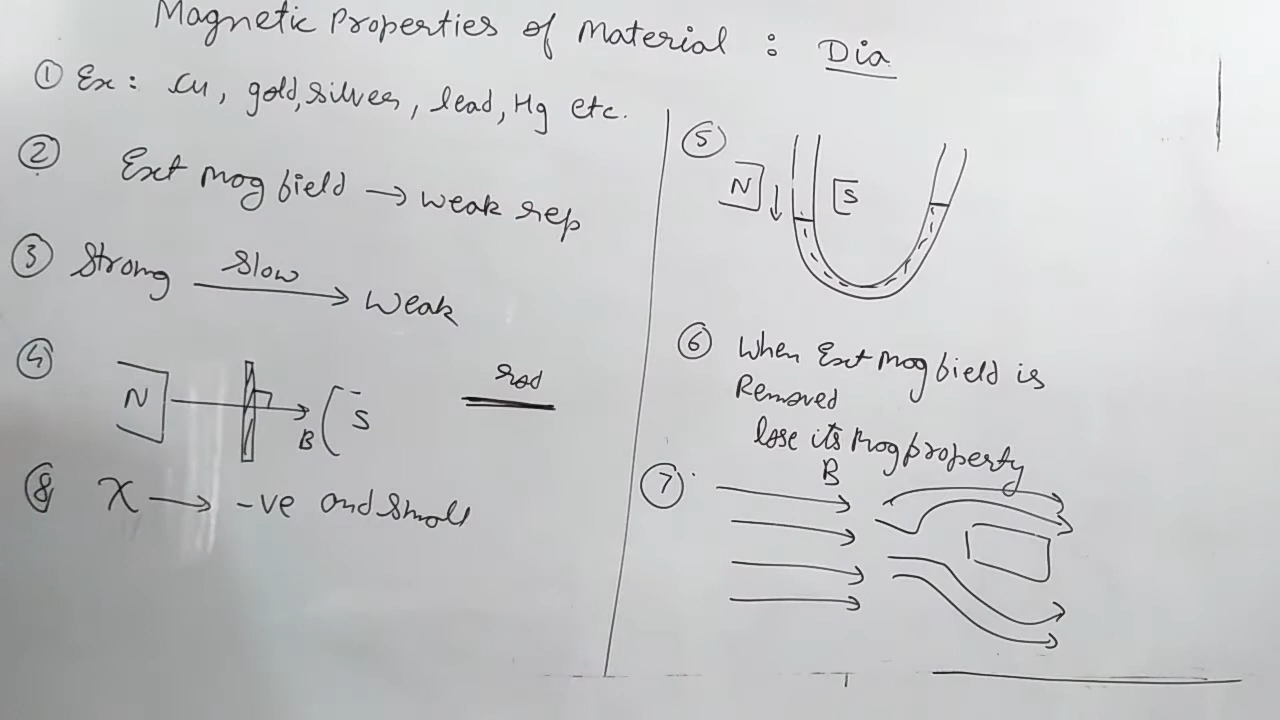 Magnetic Properties of Material : Dia
① Ex : Cu, gold, silver, lead, Hg etc.
② Ext mag field → weak rep
③ Strong slow → Weak
④ N B S
rod
⑧ X → -ve and small
⑤ N S
⑥ When Ext mag field is
Removed
lose its mag property
⑦ B